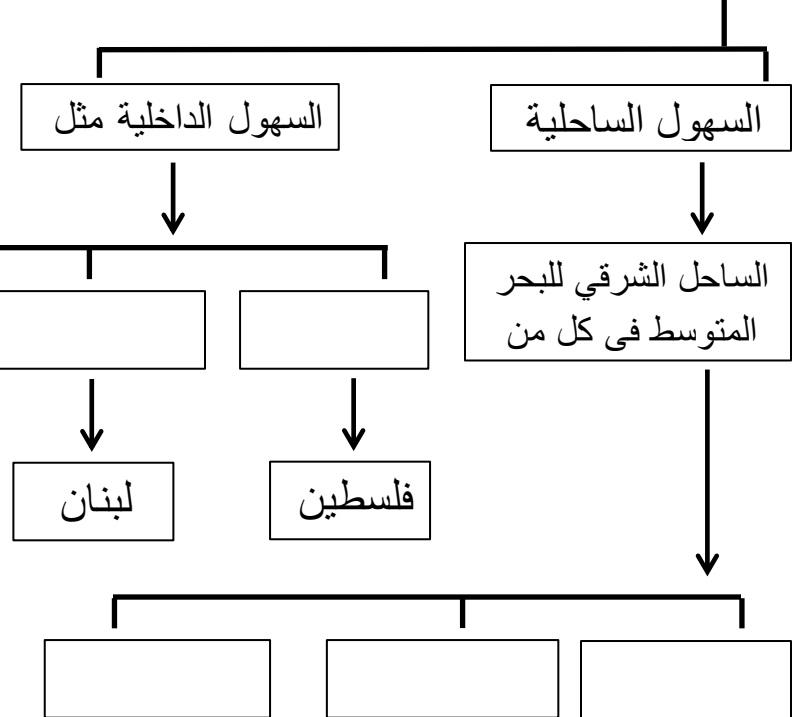 السهول الساحلية
السهول الداخلية مثل
الساحل الشرقي للبحر
المتوسط فى كل من
فلسطين
لبنان